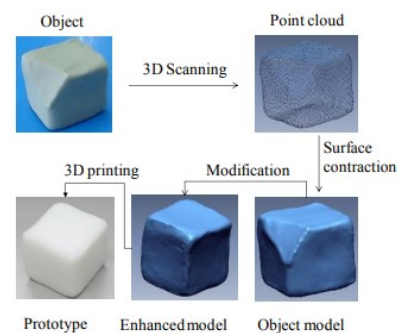 Object
Point cloud
3D Scanning
Surface
contraction
Modification
3D printing
Prototype
Enhanced model
Object model